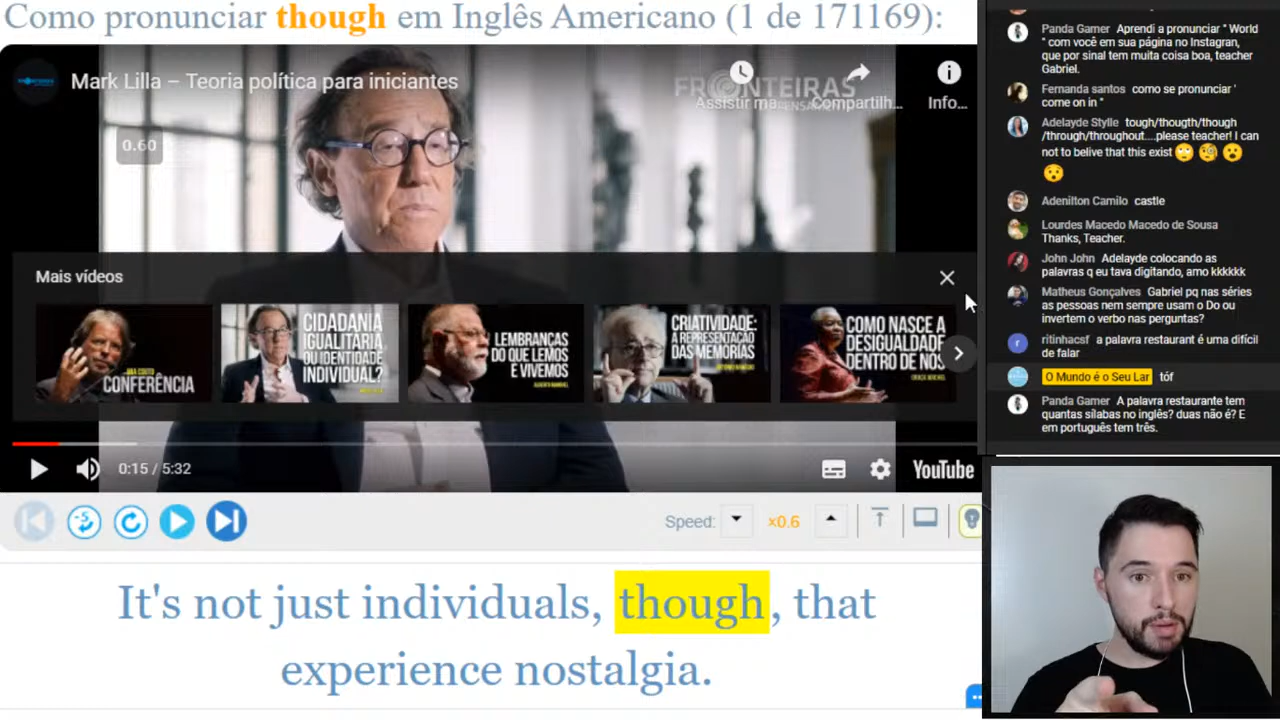 Como pronunciar though em Inglês Americano (1 de 171169):
Mark Lilla – Teoria política para iniciantes
FRONTEIRAS
Assistir ma...
Compartilh...
Info...
0.60
Mais vídeos
CONFERÊNCIA
CIDADANIA
IGUALITÁRIA
OU IDENTIDADE
INDIVIDUAL?
LEMBRANÇAS
DO QUE LEMOS
E VIVEMOS
CRIATIVIDADE:
A REPRESENTAÇÃO
DAS MEMÓRIAS
COMO NASCE A
DESIGUALDADE
DENTRO DE NÓS
0:15 / 5:32
YouTube
-5
Speed:
×0.6
It's not just individuals, though, that
experience nostalgia.
Panda Gamer Aprendi a pronunciar " World
" com você em sua página no Instagran,
que por sinal tem muita coisa boa, teacher
Gabriel.
Fernanda santos como se pronunciar '
come on in "
Adelayde Stylle tough/thougth/though
/through/throughout....please teacher! I can
not to belive that this exist 🙄 🧐 😮
😯
Adenilton Camilo castle
Lourdes Macedo Macedo de Sousa
Thanks, Teacher.
John John Adelayde colocando as
palavras q eu tava digitando, amo kkkkkk
Matheus Gonçalves Gabriel pq nas séries
as pessoas nem sempre usam o Do ou
invertem o verbo nas perguntas?
ritinhacsf a palavra restaurant é uma difícil
de falar
O Mundo é o Seu Lar tóf
Panda Gamer A palavra restaurante tem
quantas sílabas no inglês? duas não é? E
em português tem três.